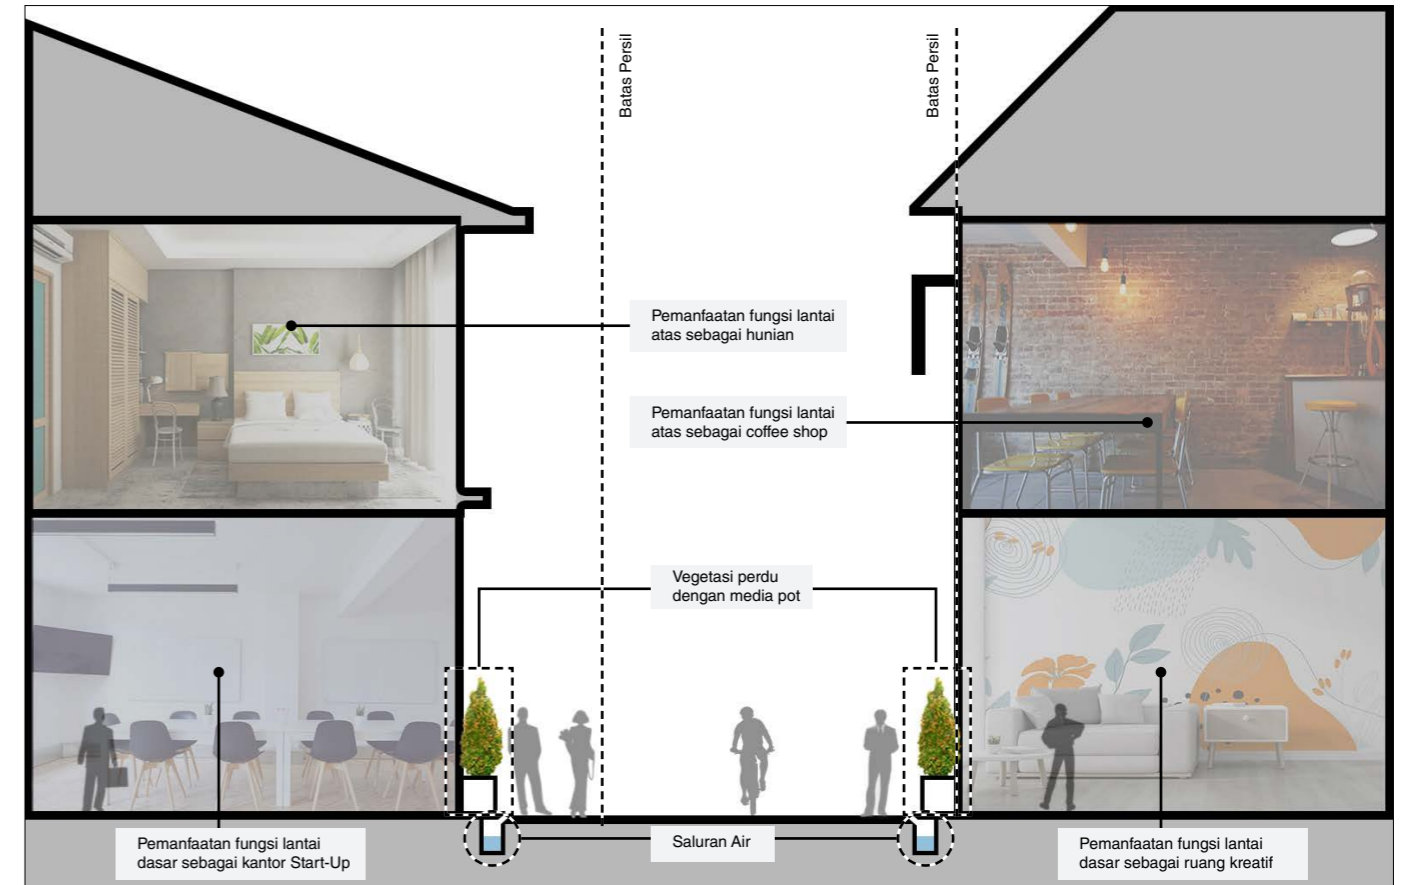 Batas Persil
Batas Persil
Pemanfaatan fungsi lantai
atas sebagai hunian
Pemanfaatan fungsi lantai
atas sebagai coffee shop
Vegetasi perdu
dengan media pot
Saluran Air
Pemanfaatan fungsi lantai
dasar sebagai kantor Start-Up
Pemanfaatan fungsi lantai
dasar sebagai ruang kreatif